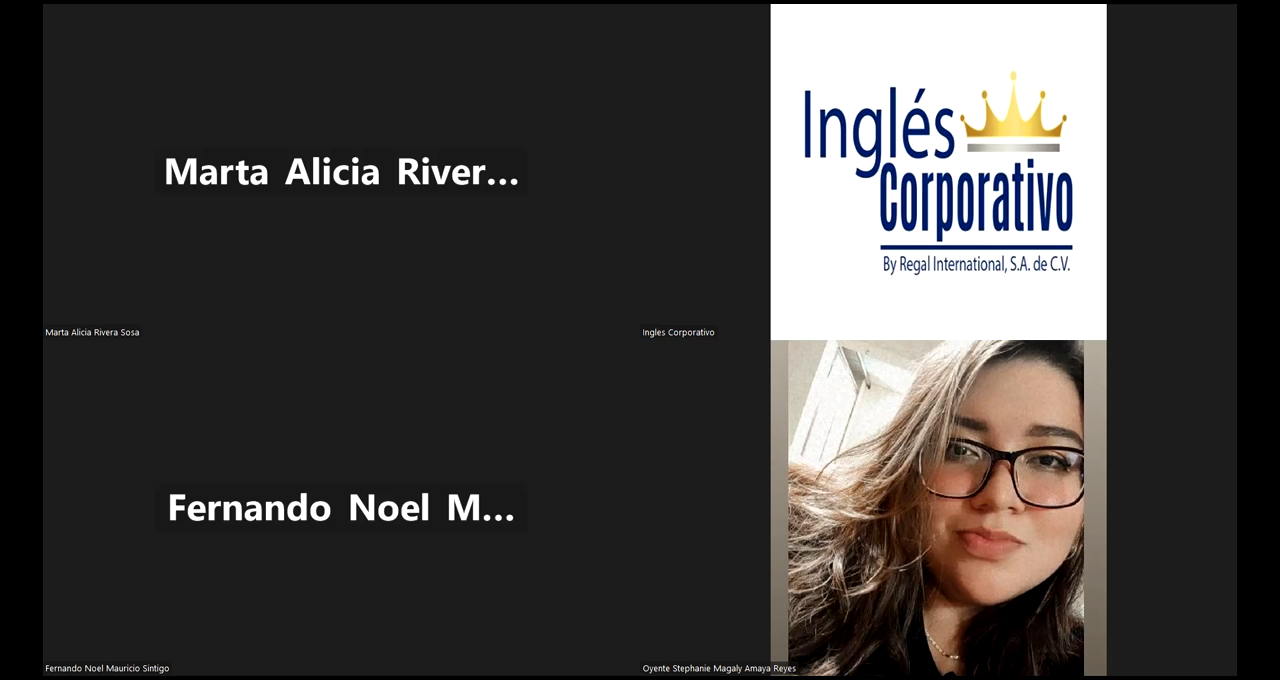 Marta Alicia River...
Marta Alicia Rivera Sosa
Inglés
Corporativo
By Regal International, S.A. de C.V.
Ingles Corporativo
Fernando Noel M...
Fernando Noel Mauricio Sintigo
Oyente Stephanie Magaly Amaya Reyes